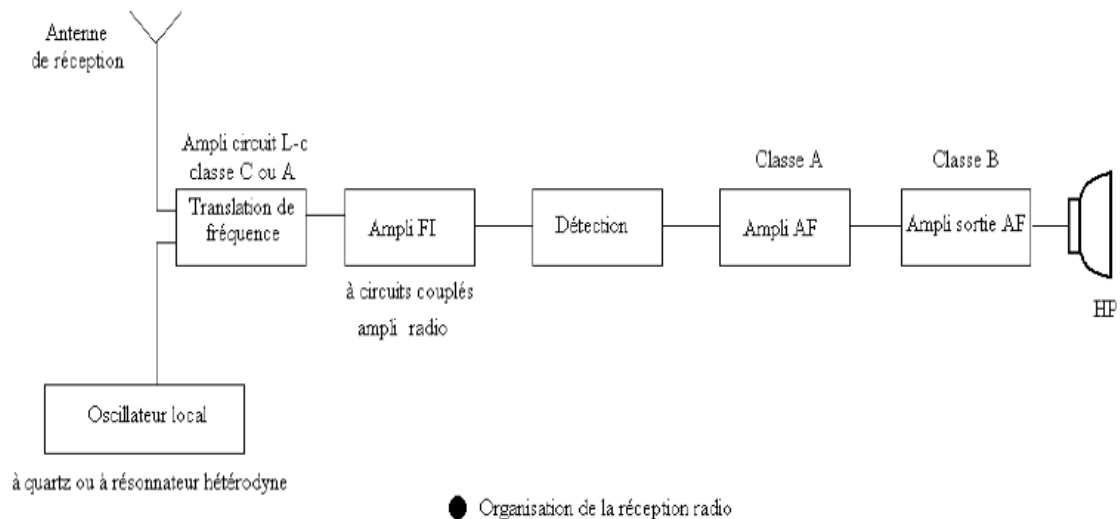 Antenne
de réception
Ampli circuit L-c
classe C ou A
Translation de
fréquence
Ampli FI
à circuits couplés
ampli radio
Détection
Classe A
Ampli AF
Classe B
Ampli sortie AF
HP
Oscillateur local
à quartz ou à résonnateur hétérodyne
Organisation de la réception radio